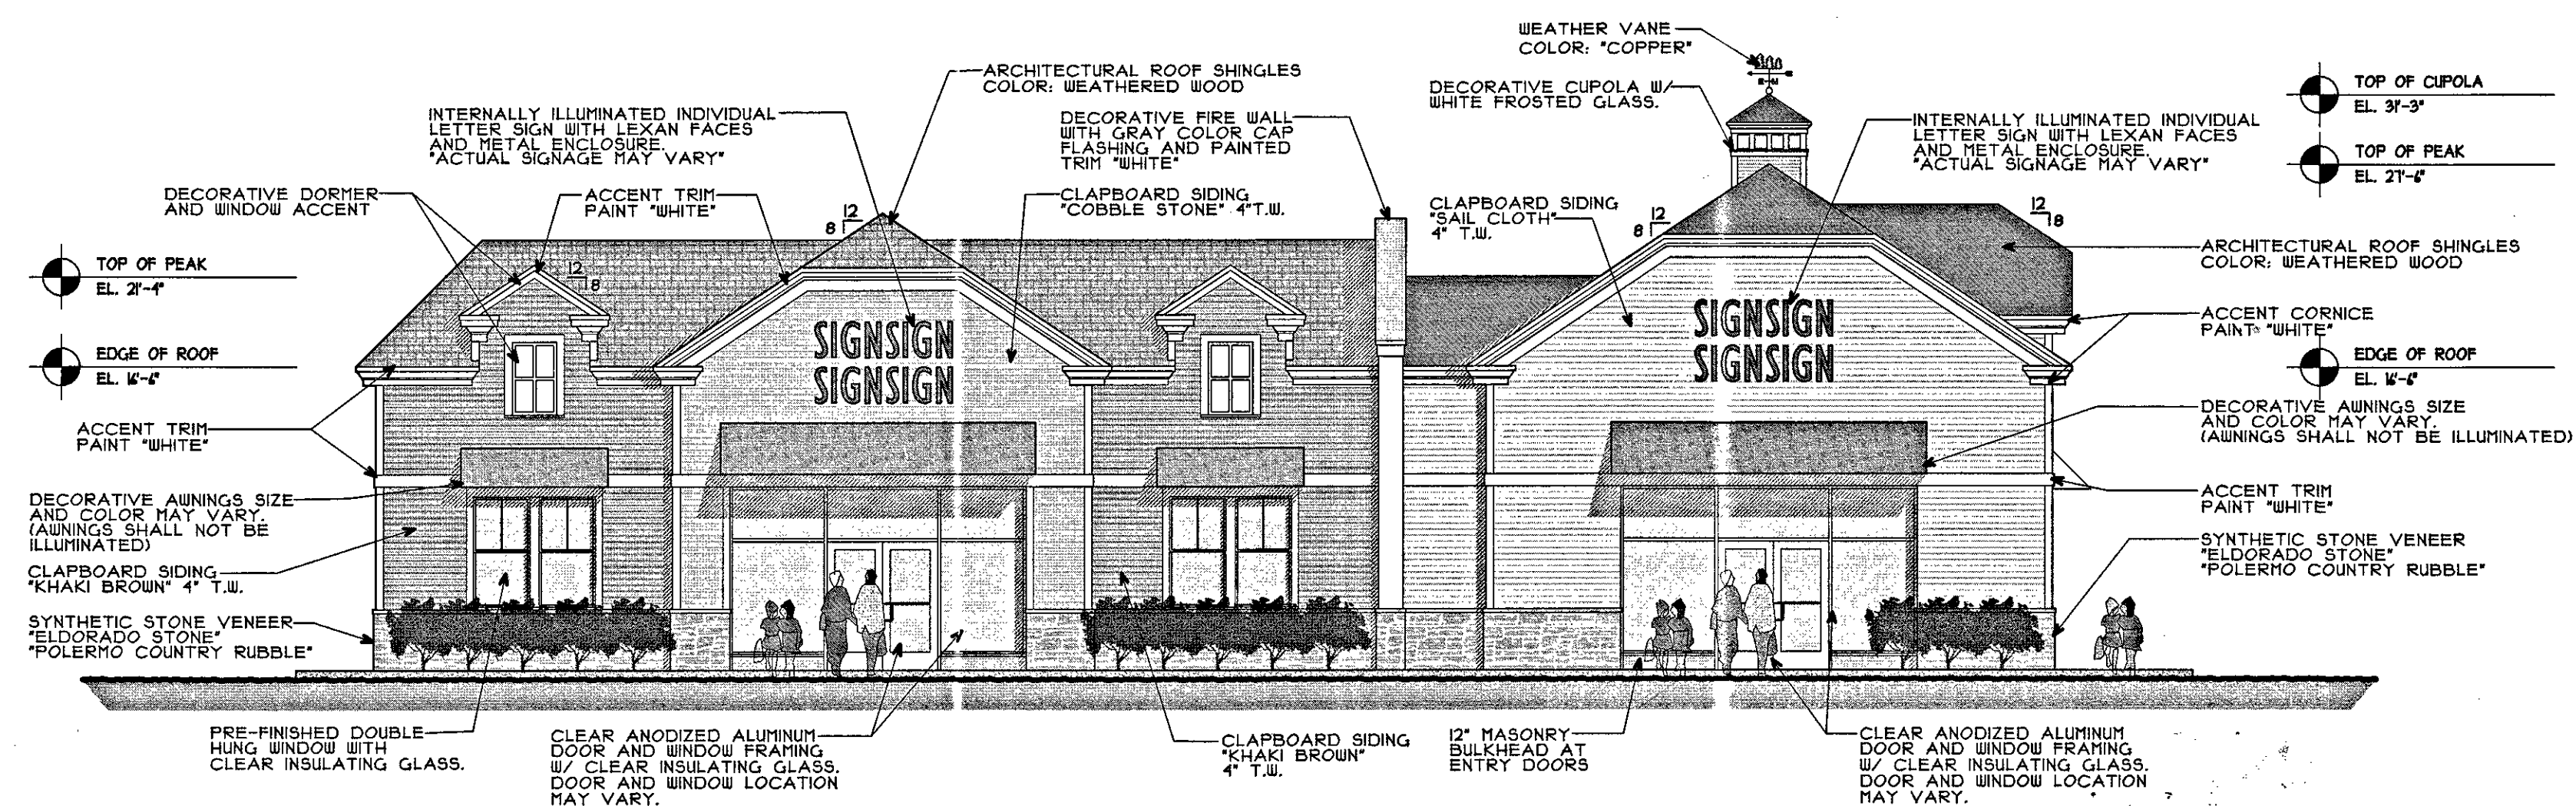 WEATHER VANE
COLOR: "COPPER"
ARCHITECTURAL ROOF SHINGLES
COLOR: WEATHERED WOOD
DECORATIVE CUPOLA W/
WHITE FROSTED GLASS.
TOP OF CUPOLA
EL. 31'-3"
INTERNALLY ILLUMINATED INDIVIDUAL
LETTER SIGN WITH LEXAN FACES
AND METAL ENCLOSURE.
"ACTUAL SIGNAGE MAY VARY"
DECORATIVE FIRE WALL
WITH GRAY COLOR CAP
FLASHING AND PAINTED
TRIM "WHITE"
INTERNALLY ILLUMINATED INDIVIDUAL
LETTER SIGN WITH LEXAN FACES
AND METAL ENCLOSURE.
"ACTUAL SIGNAGE MAY VARY"
TOP OF PEAK
EL. 27'-6"
DECORATIVE DORMER
AND WINDOW ACCENT
ACCENT TRIM
PAINT "WHITE"
CLAPBOARD SIDING
"COBBLE STONE" 4"T.W.
CLAPBOARD SIDING
"SAIL CLOTH"
4" T.W.
12
8
12
8
12
8
12
8
TOP OF PEAK
EL. 21'-4"
ARCHITECTURAL ROOF SHINGLES
COLOR: WEATHERED WOOD
SIGNSIGN
SIGNSIGN
SIGNSIGN
SIGNSIGN
ACCENT CORNICE
PAINT "WHITE"
EDGE OF ROOF
EL. 16'-6"
EDGE OF ROOF
EL. 16'-6"
ACCENT TRIM
PAINT "WHITE"
DECORATIVE AWNINGS SIZE
AND COLOR MAY VARY.
(AWNINGS SHALL NOT BE ILLUMINATED)
DECORATIVE AWNINGS SIZE
AND COLOR MAY VARY.
(AWNINGS SHALL NOT BE
ILLUMINATED)
ACCENT TRIM
PAINT "WHITE"
CLAPBOARD SIDING
"KHAKI BROWN" 4" T.W.
SYNTHETIC STONE VENEER
"ELDORADO STONE"
"POLERMO COUNTRY RUBBLE"
SYNTHETIC STONE VENEER
"ELDORADO STONE"
"POLERMO COUNTRY RUBBLE"
PRE-FINISHED DOUBLE
HUNG WINDOW WITH
CLEAR INSULATING GLASS.
CLEAR ANODIZED ALUMINUM
DOOR AND WINDOW FRAMING
W/ CLEAR INSULATING GLASS.
DOOR AND WINDOW LOCATION
MAY VARY.
CLAPBOARD SIDING
"KHAKI BROWN"
4" T.W.
12" MASONRY
BULKHEAD AT
ENTRY DOORS
CLEAR ANODIZED ALUMINUM
DOOR AND WINDOW FRAMING
W/ CLEAR INSULATING GLASS.
DOOR AND WINDOW LOCATION
MAY VARY.